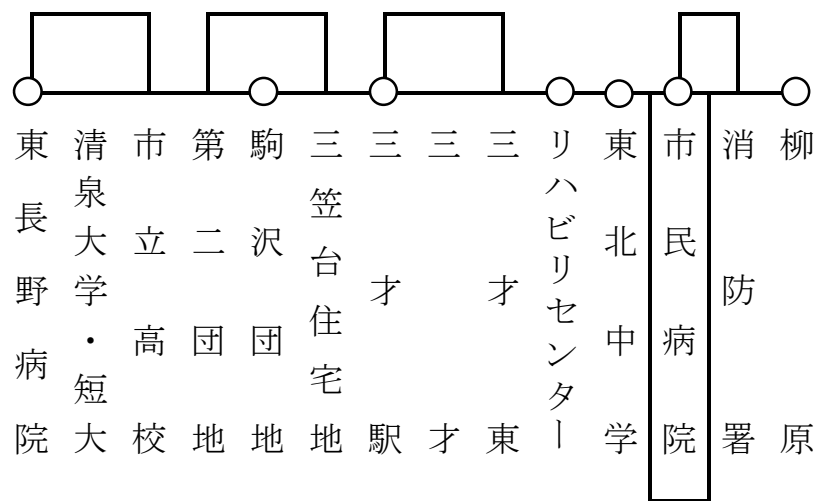 東長野病院
清泉大学・短大
市立高校
第二団地
駒沢団地
三笠台住宅地
三才駅
三才
三才東
リハビリセンター
東北中学
市民病院
消防署
柳原